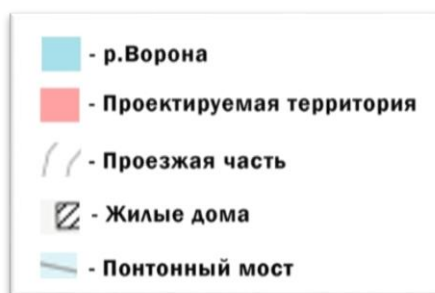 - р.Ворона
- Проектируемая территория
- Проезжая часть
- Жилые дома
- Понтонный мост